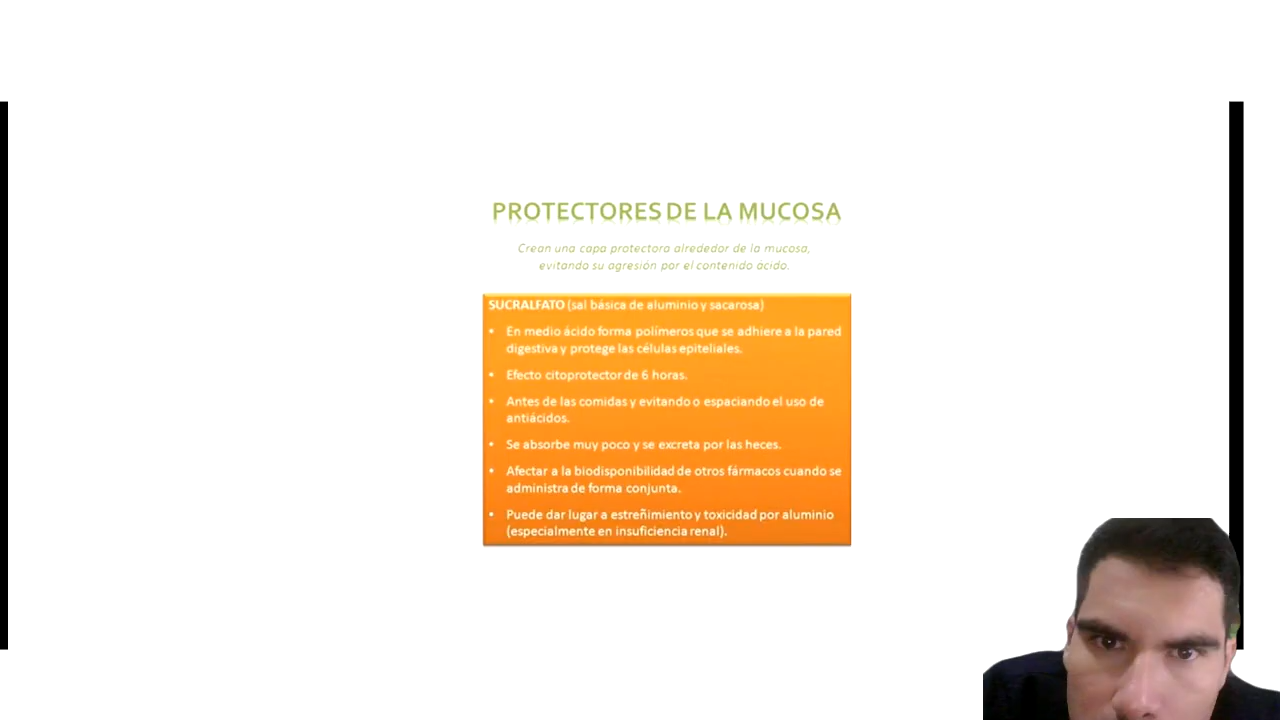 PROTECTORES DE LA MUCOSA
Crean una capa protectora alrededor de la mucosa,
evitando su agresión por el contenido ácido.
SUCRALFATO (sal básica de aluminio y sacarosa)
• En medio ácido forma polímeros que se adhiere a la pared
digestiva y protege las células epiteliales.
• Efecto citoprotector de 6 horas.
• Antes de las comidas y evitando o espaciando el uso de
antiácidos.
• Se absorbe muy poco y se excreta por las heces.
• Afectar a la biodisponibilidad de otros fármacos cuando se
administra de forma conjunta.
• Puede dar lugar a estreñimiento y toxicidad por aluminio
(especialmente en insuficiencia renal).